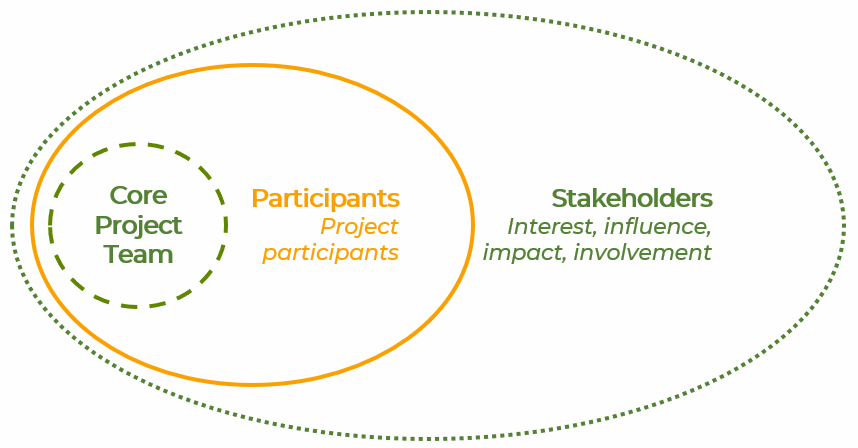 Core
Project
Team
Participants
Project
participants
Stakeholders
Interest, influence,
impact, involvement